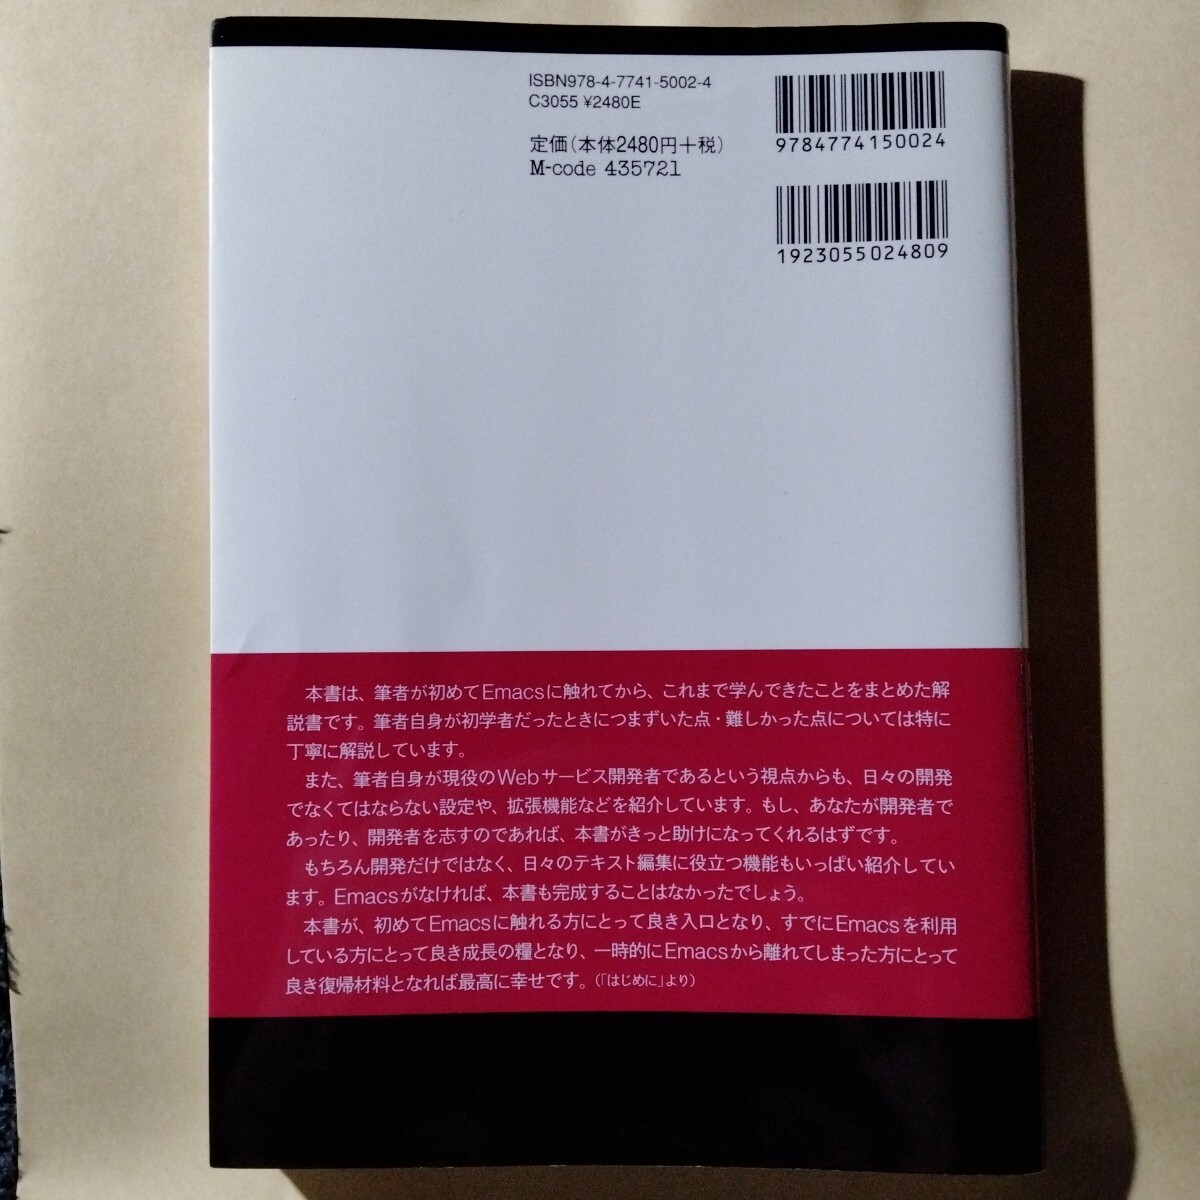 ISBN978-4-7741-5002-4
C3055 ¥2480E
定価(本体2480円+税)
M-code 435721
9784774150024
1923055024809
本書は、筆者が初めてEmacsに触れてから、これまで学んできたことをまとめた解
説書です。筆者自身が初学者だったときにつまずいた点・難しかった点については特に
丁寧に解説しています。
また、筆者自身が現役のWebサービス開発者であるという視点からも、日々の開発
でなくてはならない設定や、拡張機能などを紹介しています。もし、あなたが開発者で
あったり、開発者を志すのであれば、本書がきっと助けになってくれるはずです。
もちろん開発だけではなく、日々のテキスト編集に役立つ機能もいっぱい紹介してい
ます。Emacsがなければ、本書も完成することはなかったでしょう。
本書が、初めてEmacsに触れる方にとって良き入口となり、すでにEmacsを利用
している方にとって良き成長の糧となり、一時的にEmacsから離れてしまった方にとって
良き復帰材料となれば最高に幸せです。(「はじめに」より)